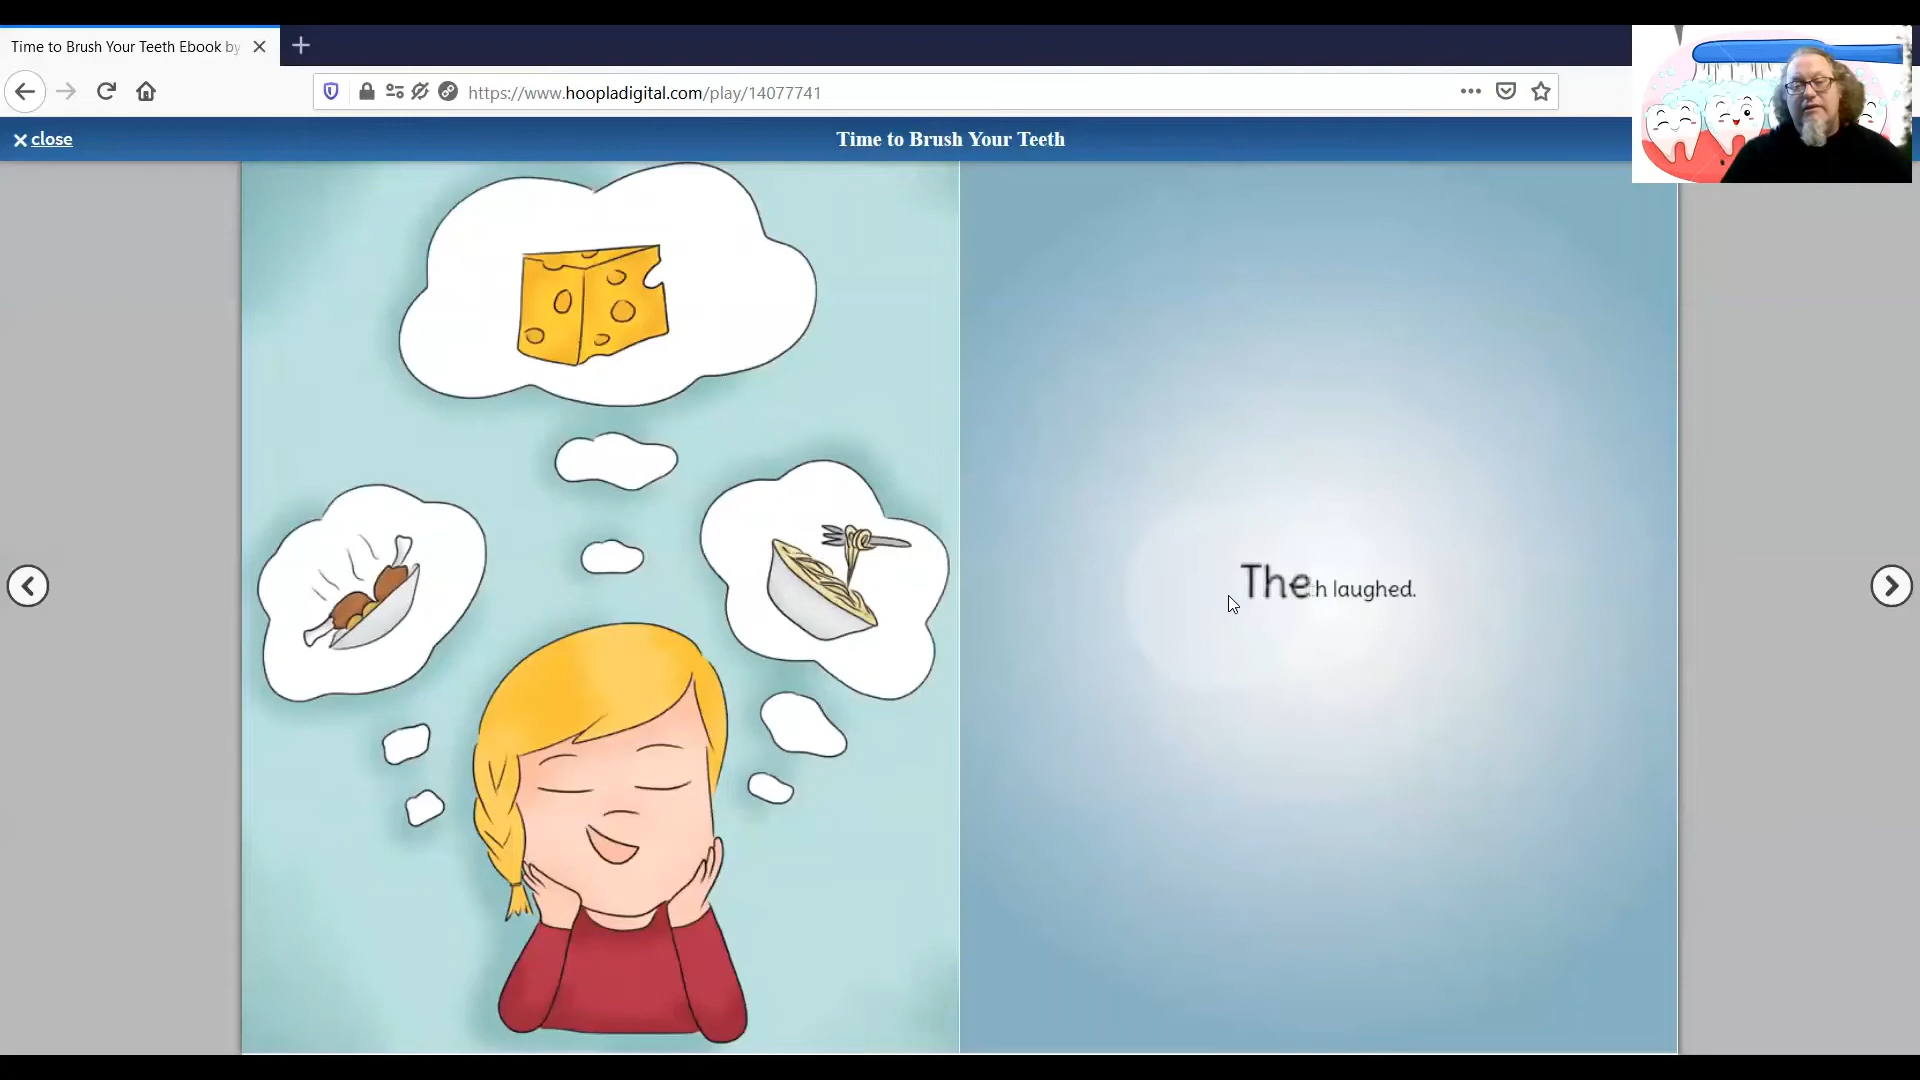 Time to Brush Your Teeth Ebook by
https://www.hoopladigital.com/play/14077741
close
Time to Brush Your Teeth
The h laughed.